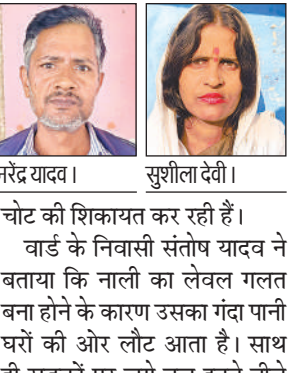 नरेंद्र यादव।
सुशीला देवी।
चोट की शिकायत कर रही हैं।
वार्ड के निवासी संतोष यादव ने
बताया कि नाली का लेवल गलत
बना होने के कारण उसका गंदा पानी
घरों की ओर लौट आता है। साथ